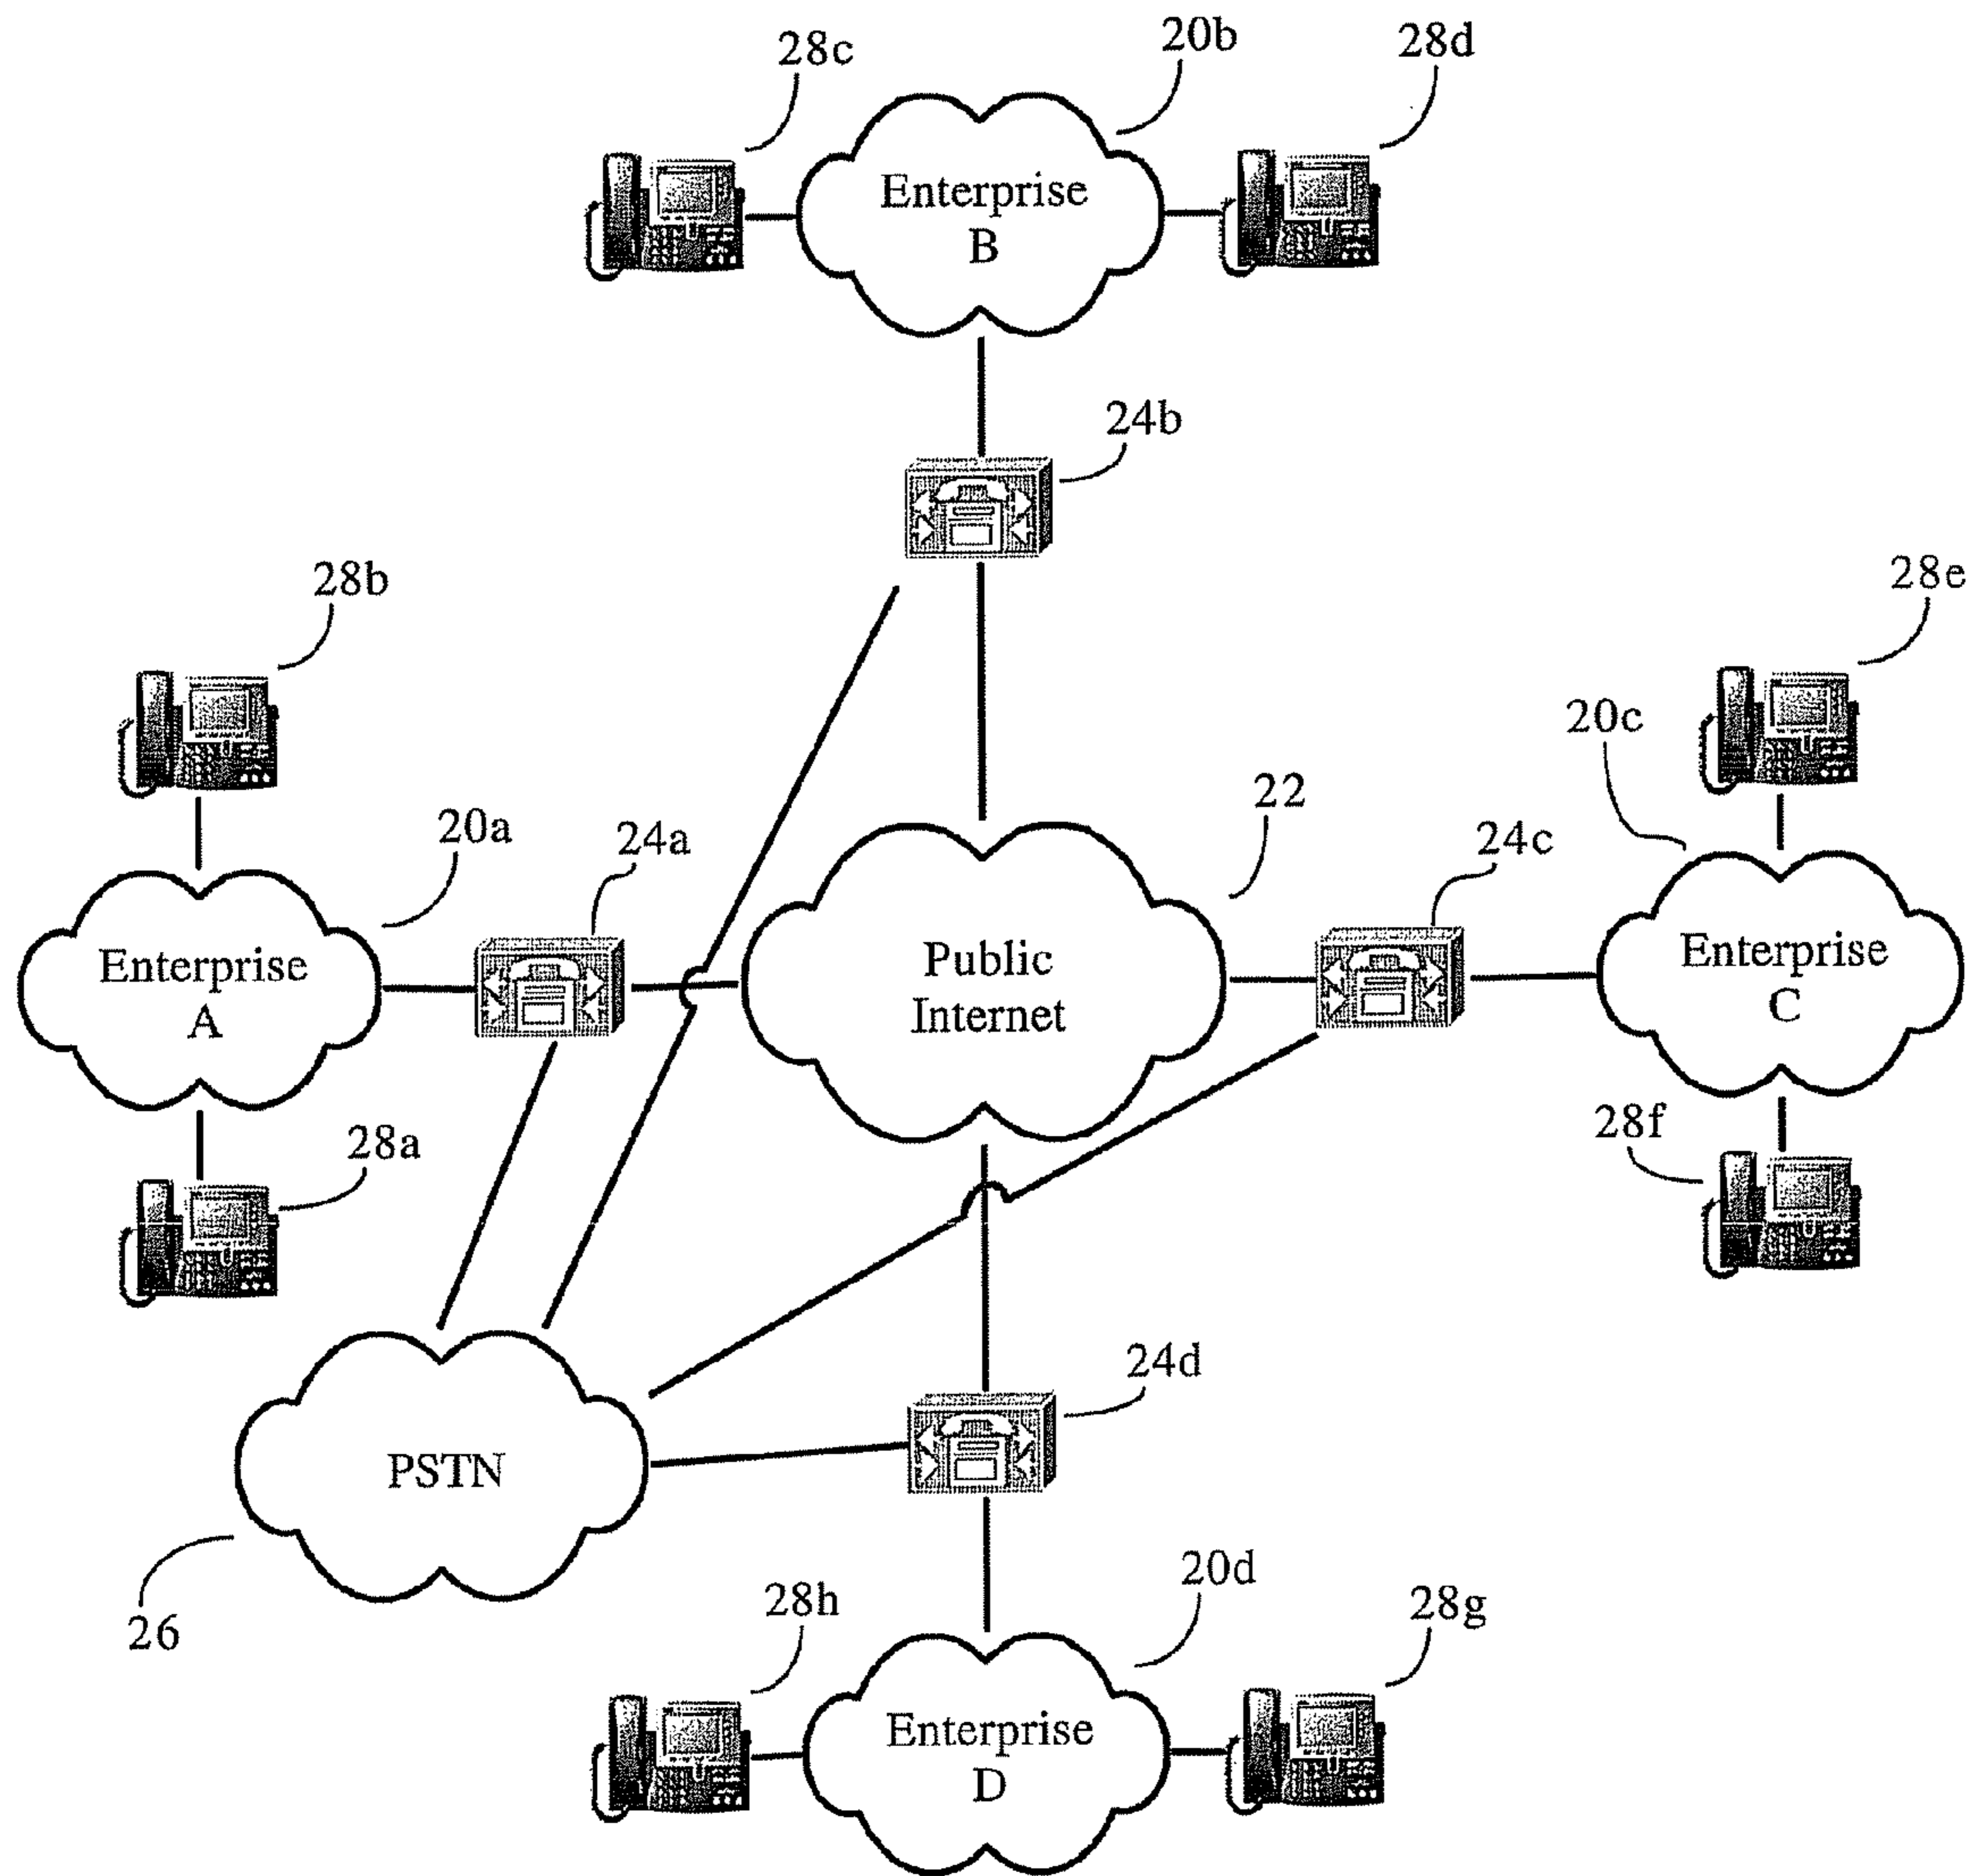 28c
20b
28d
Enterprise
B
24b
28b
28e
20c
20a
24a
22
24c
Enterprise
A
Public
Internet
Enterprise
C
28a
28f
24d
PSTN
26
28h
20d
28g
Enterprise
D